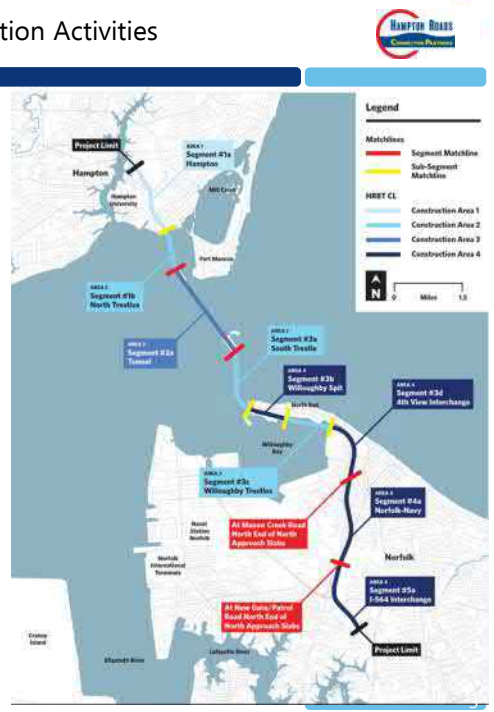 tion Activities
HAMPTON ROADS
CONNECTOR PARTNERS
Legend
Matchlines
Segment Matchline
Sub-Segment
Matchline
HRBT CL
Construction Area 1
Construction Area 2
Construction Area 3
Construction Area 4
N
0 Miles 1.5
Project Limit
AREA 1
Segment #1a
Hampton
Hampton
Hampton
University
Mill Creek
Fort Monroe
AREA 2
Segment #1b
North Trestles
AREA 3
Segment #2a
Tunnel
AREA 2
Segment #3a
South Trestle
AREA 4
Segment #3b
Willoughby Spit
North End
Willoughby
Bay
AREA 4
Segment #3d
4th View Interchange
AREA 2
Segment #3c
Willoughby Trestles
AREA 4
Segment #4a
Norfolk-Navy
At Mason Creek Road
North End of North
Approach Slabs
Naval
Station
Norfolk
Norfolk
International
Terminals
Norfolk
At New Gate/Patrol
Road North End of
North Approach Slabs
AREA 4
Segment #5a
I-564 Interchange
Project Limit
Craney
Island
Elizabeth River
Lafayette River